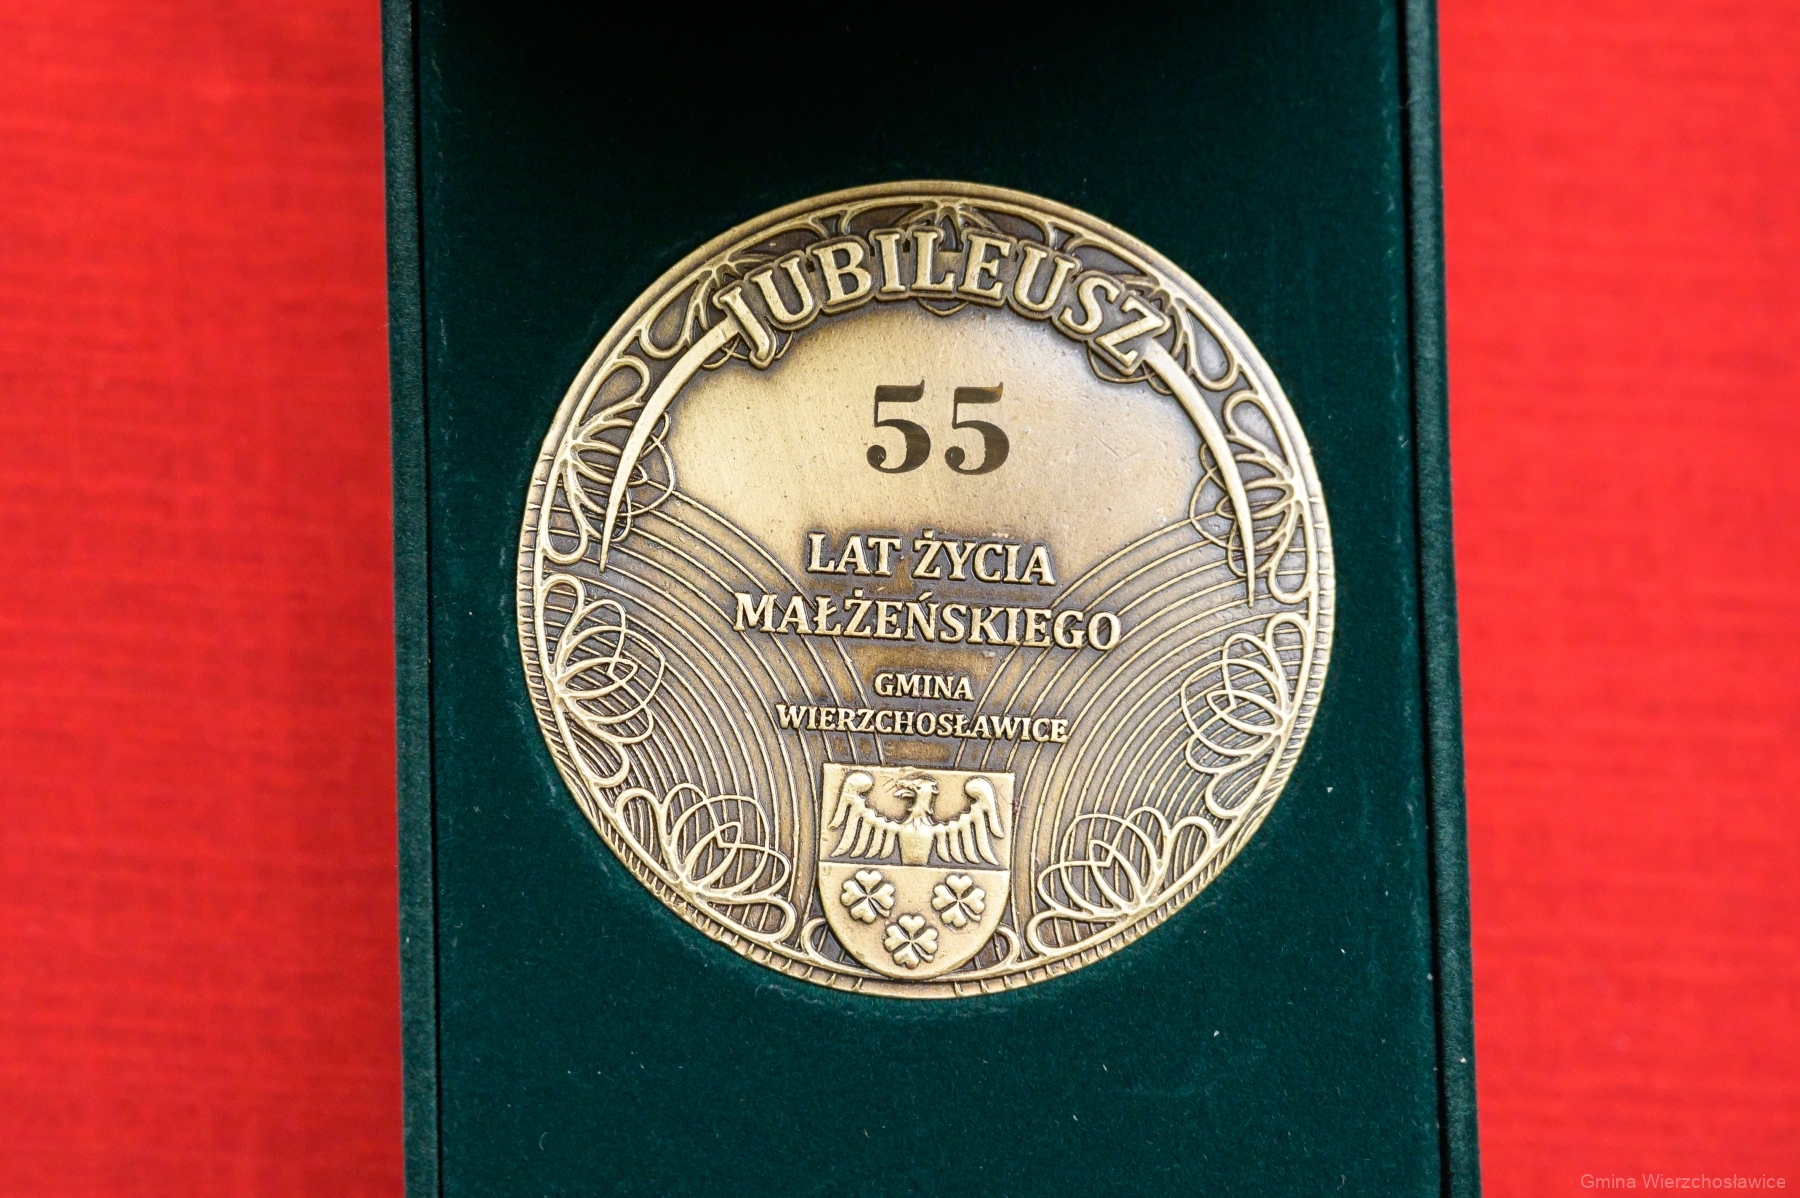 JUBILEUSZ
55
LAT ŻYCIA
MAŁŻEŃSKIEGO
GMINA
WIERZCHOSŁAWICE
Gmina Wierzchosławice